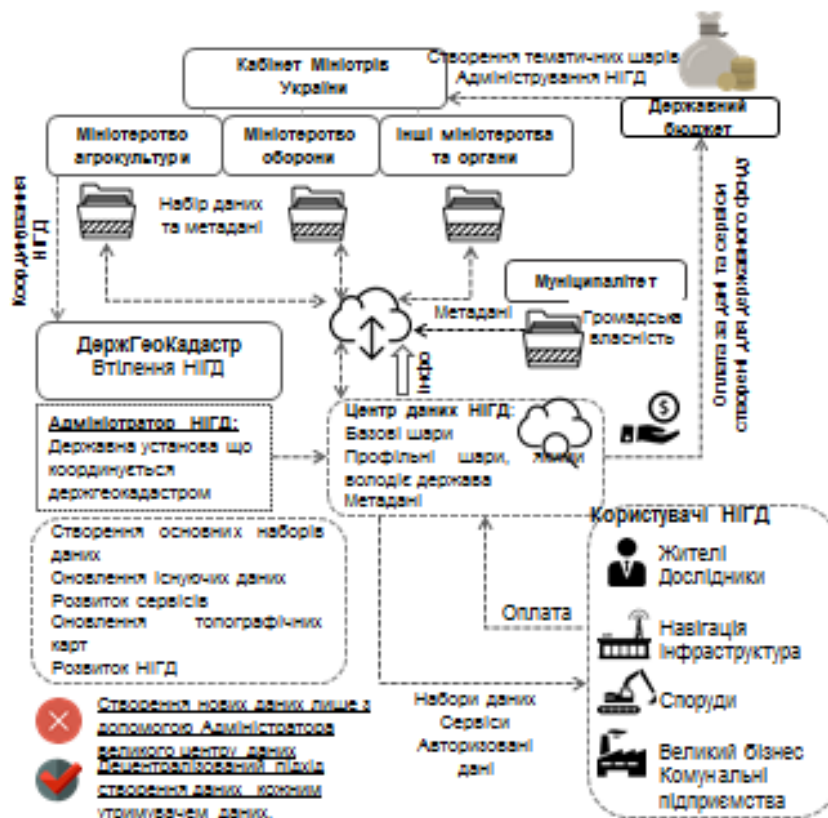 Створення тематичних шарів
Адміністрування НІГД
Державний
бюджет
Кабінет Міністрів
України
Міністерство
агрокультури
Міністерство
оборони
Інші міністерства
та органи
Координування
НІГД
Набір даних
та метадані
Оплата за дані та сервіси
створені для державного фонду
Муніципалітет
Метадані
Громадська
власність
Інфо
ДержГеоКадастр
Втілення НІГД
Адміністратор НІГД:
Державна установа що
координується
держгеокадастром
Центр даних НІГД:
Базові шари
Профільні шари, якими
володіє держава
Метадані
Створення основних наборів
даних
Оновлення існуючих даних
Розвиток сервісів
Оновлення топографічних
карт
Розвиток НІГД
Користувачі НІГД
Жителі
Дослідники
Навігація
Інфраструктура
Споруди
Великий бізнес
Комунальні
підприємства
Оплата
Набори даних
Сервіси
Авторизовані
дані
Створення нових даних лише з
допомогою Адміністратора
великого центру даних
Децентралізований підхід
створення даних кожним
утримувачем даних.